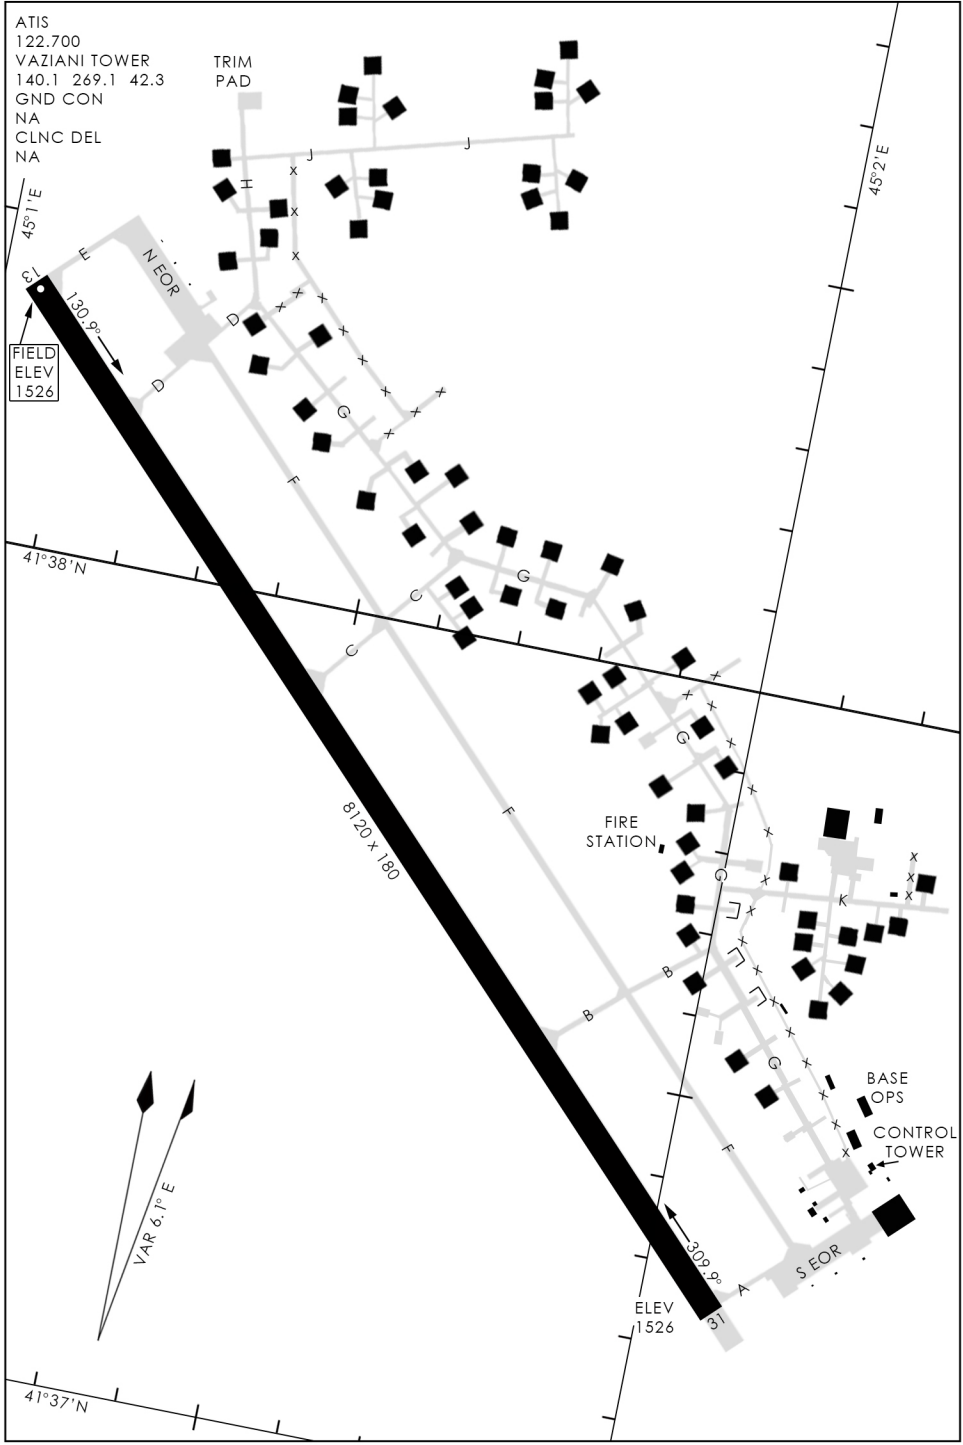 ATIS
122.700
VAZIANI TOWER
140.1 269.1 42.3
GND CON
NA
CLNC DEL
NA
TRIM
PAD
J
J
H
x
x
x
45°1'E
45°2'E
E
N EOR
13
130.9°
FIELD
ELEV
1526
D
D
x
x
x
x
x
x
x
x
x
G
F
41°38'N
C
C
G
x
x
x
x
G
x
x
8120 x 180
F
FIRE
STATION
G
x
x
x
x
K
x
x
x
B
B
x
x
x
G
x
x
x
x
BASE
OPS
CONTROL
TOWER
F
VAR 6.1° E
309.9°
A
S EOR
ELEV
1526
31
41°37'N